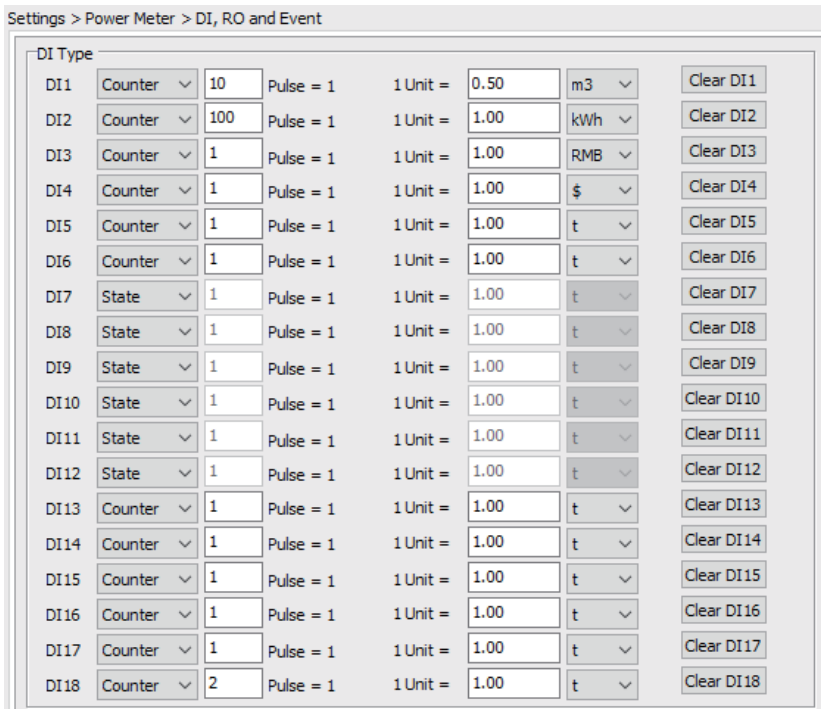 Settings > Power Meter > DI, RO and Event
DI Type
DI1 Counter 10 Pulse = 1 1 Unit = 0.50 m3 Clear DI1
DI2 Counter 100 Pulse = 1 1 Unit = 1.00 kWh Clear DI2
DI3 Counter 1 Pulse = 1 1 Unit = 1.00 RMB Clear DI3
DI4 Counter 1 Pulse = 1 1 Unit = 1.00 $ Clear DI4
DI5 Counter 1 Pulse = 1 1 Unit = 1.00 t Clear DI5
DI6 Counter 1 Pulse = 1 1 Unit = 1.00 t Clear DI6
DI7 State 1 Pulse = 1 1 Unit = 1.00 t Clear DI7
DI8 State 1 Pulse = 1 1 Unit = 1.00 t Clear DI8
DI9 State 1 Pulse = 1 1 Unit = 1.00 t Clear DI9
DI10 State 1 Pulse = 1 1 Unit = 1.00 t Clear DI10
DI11 State 1 Pulse = 1 1 Unit = 1.00 t Clear DI11
DI12 State 1 Pulse = 1 1 Unit = 1.00 t Clear DI12
DI13 Counter 1 Pulse = 1 1 Unit = 1.00 t Clear DI13
DI14 Counter 1 Pulse = 1 1 Unit = 1.00 t Clear DI14
DI15 Counter 1 Pulse = 1 1 Unit = 1.00 t Clear DI15
DI16 Counter 1 Pulse = 1 1 Unit = 1.00 t Clear DI16
DI17 Counter 1 Pulse = 1 1 Unit = 1.00 t Clear DI17
DI18 Counter 2 Pulse = 1 1 Unit = 1.00 t Clear DI18